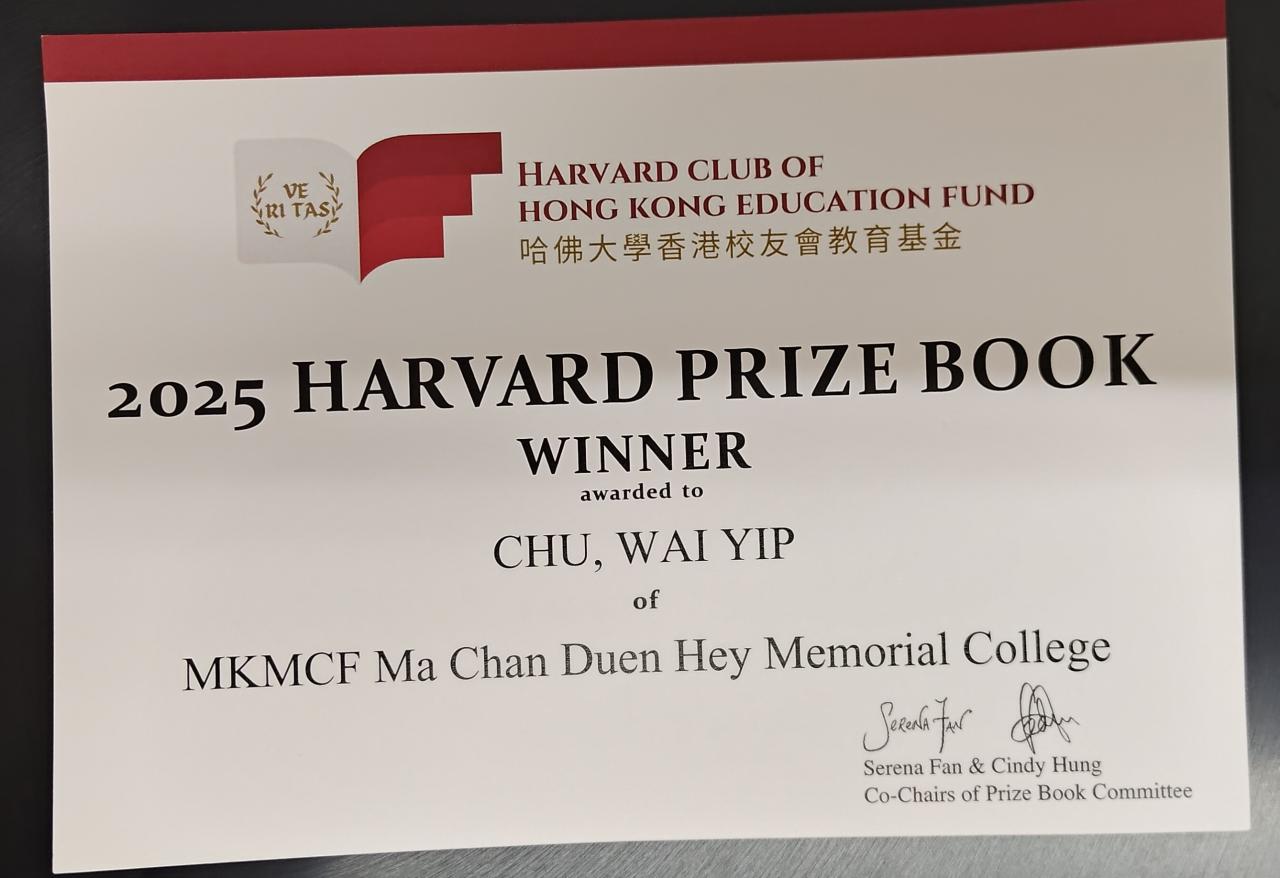 VE
RI TAS
HARVARD CLUB OF
HONG KONG EDUCATION FUND
哈佛大學香港校友會教育基金
2025 HARVARD PRIZE BOOK
WINNER
awarded to
CHU, WAI YIP
of
MKMCF Ma Chan Duen Hey Memorial College
SERENA FAN
Serena Fan & Cindy Hung
Co-Chairs of Prize Book Committee